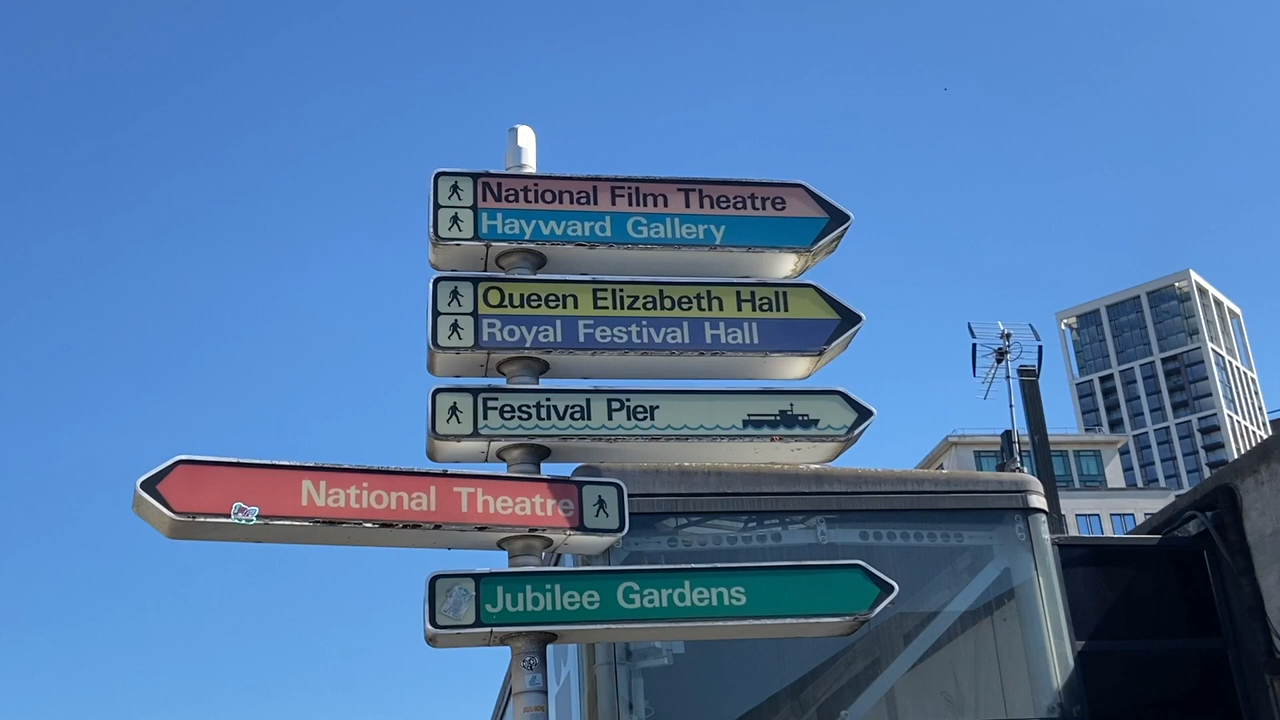 National Film Theatre
Hayward Gallery
Queen Elizabeth Hall
Royal Festival Hall
Festival Pier
National Theatre
Jubilee Gardens